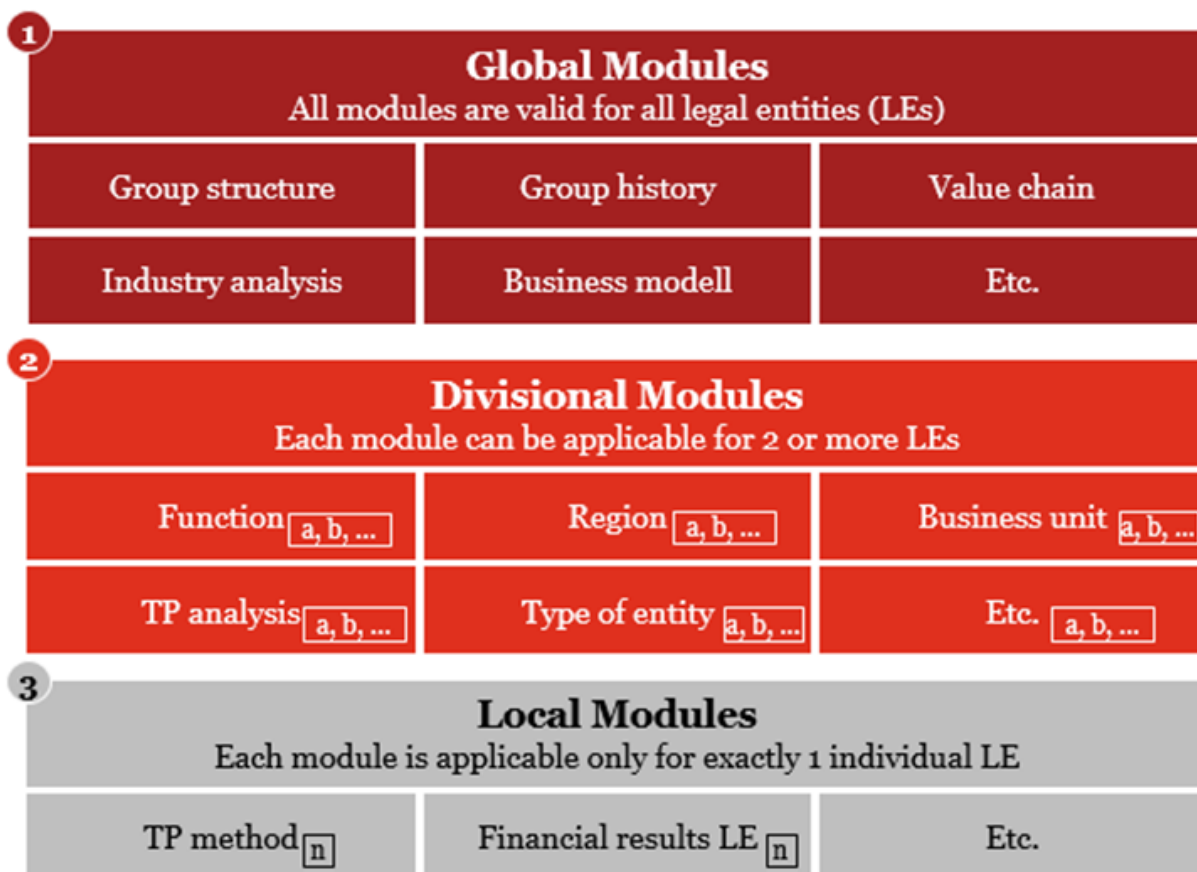 1
Global Modules
All modules are valid for all legal entities (LEs)
Group structure
Group history
Value chain
Industry analysis
Business modell
Etc.
2
Divisional Modules
Each module can be applicable for 2 or more LEs
Function a, b, ...
Region a, b, ...
Business unit a, b, ...
TP analysis a, b, ...
Type of entity a, b, ...
Etc. a, b, ...
3
Local Modules
Each module is applicable only for exactly 1 individual LE
TP method n
Financial results LE n
Etc.